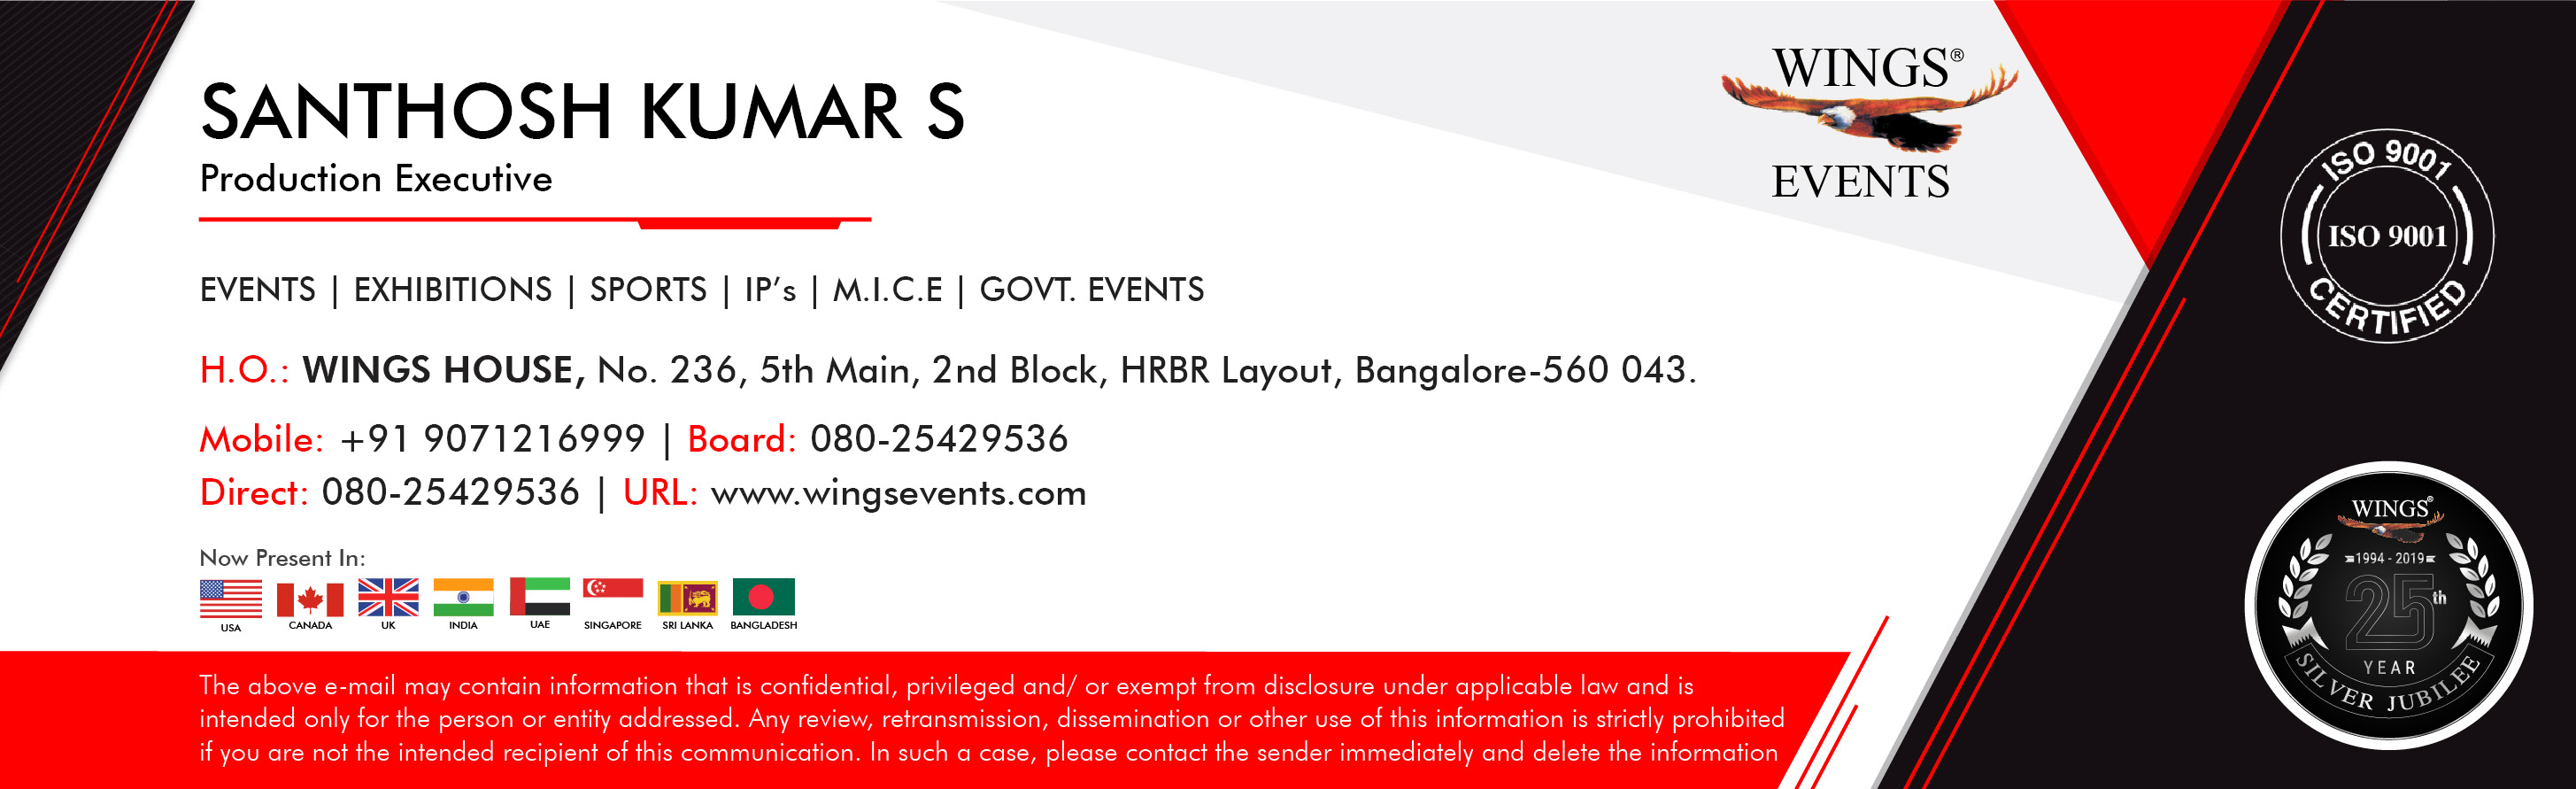 SANTHOSH KUMAR S
Production Executive
WINGS®
EVENTS
EVENTS | EXHIBITIONS | SPORTS | IP’s | M.I.C.E | GOVT. EVENTS
H.O.: WINGS HOUSE, No. 236, 5th Main, 2nd Block, HRBR Layout, Bangalore-560 043.
Mobile: +91 9071216999 | Board: 080-25429536
Direct: 080-25429536 | URL: www.wingsevents.com
Now Present In:
USA CANADA UK INDIA UAE SINGAPORE SRI LANKA BANGLADESH
The above e-mail may contain information that is confidential, privileged and/ or exempt from disclosure under applicable law and is
intended only for the person or entity addressed. Any review, retransmission, dissemination or other use of this information is strictly prohibited
if you are not the intended recipient of this communication. In such a case, please contact the sender immediately and delete the information
ISO 9001
ISO 9001
CERTIFIED
WINGS®
1994 - 2019
25th
YEAR
SILVER JUBILEE